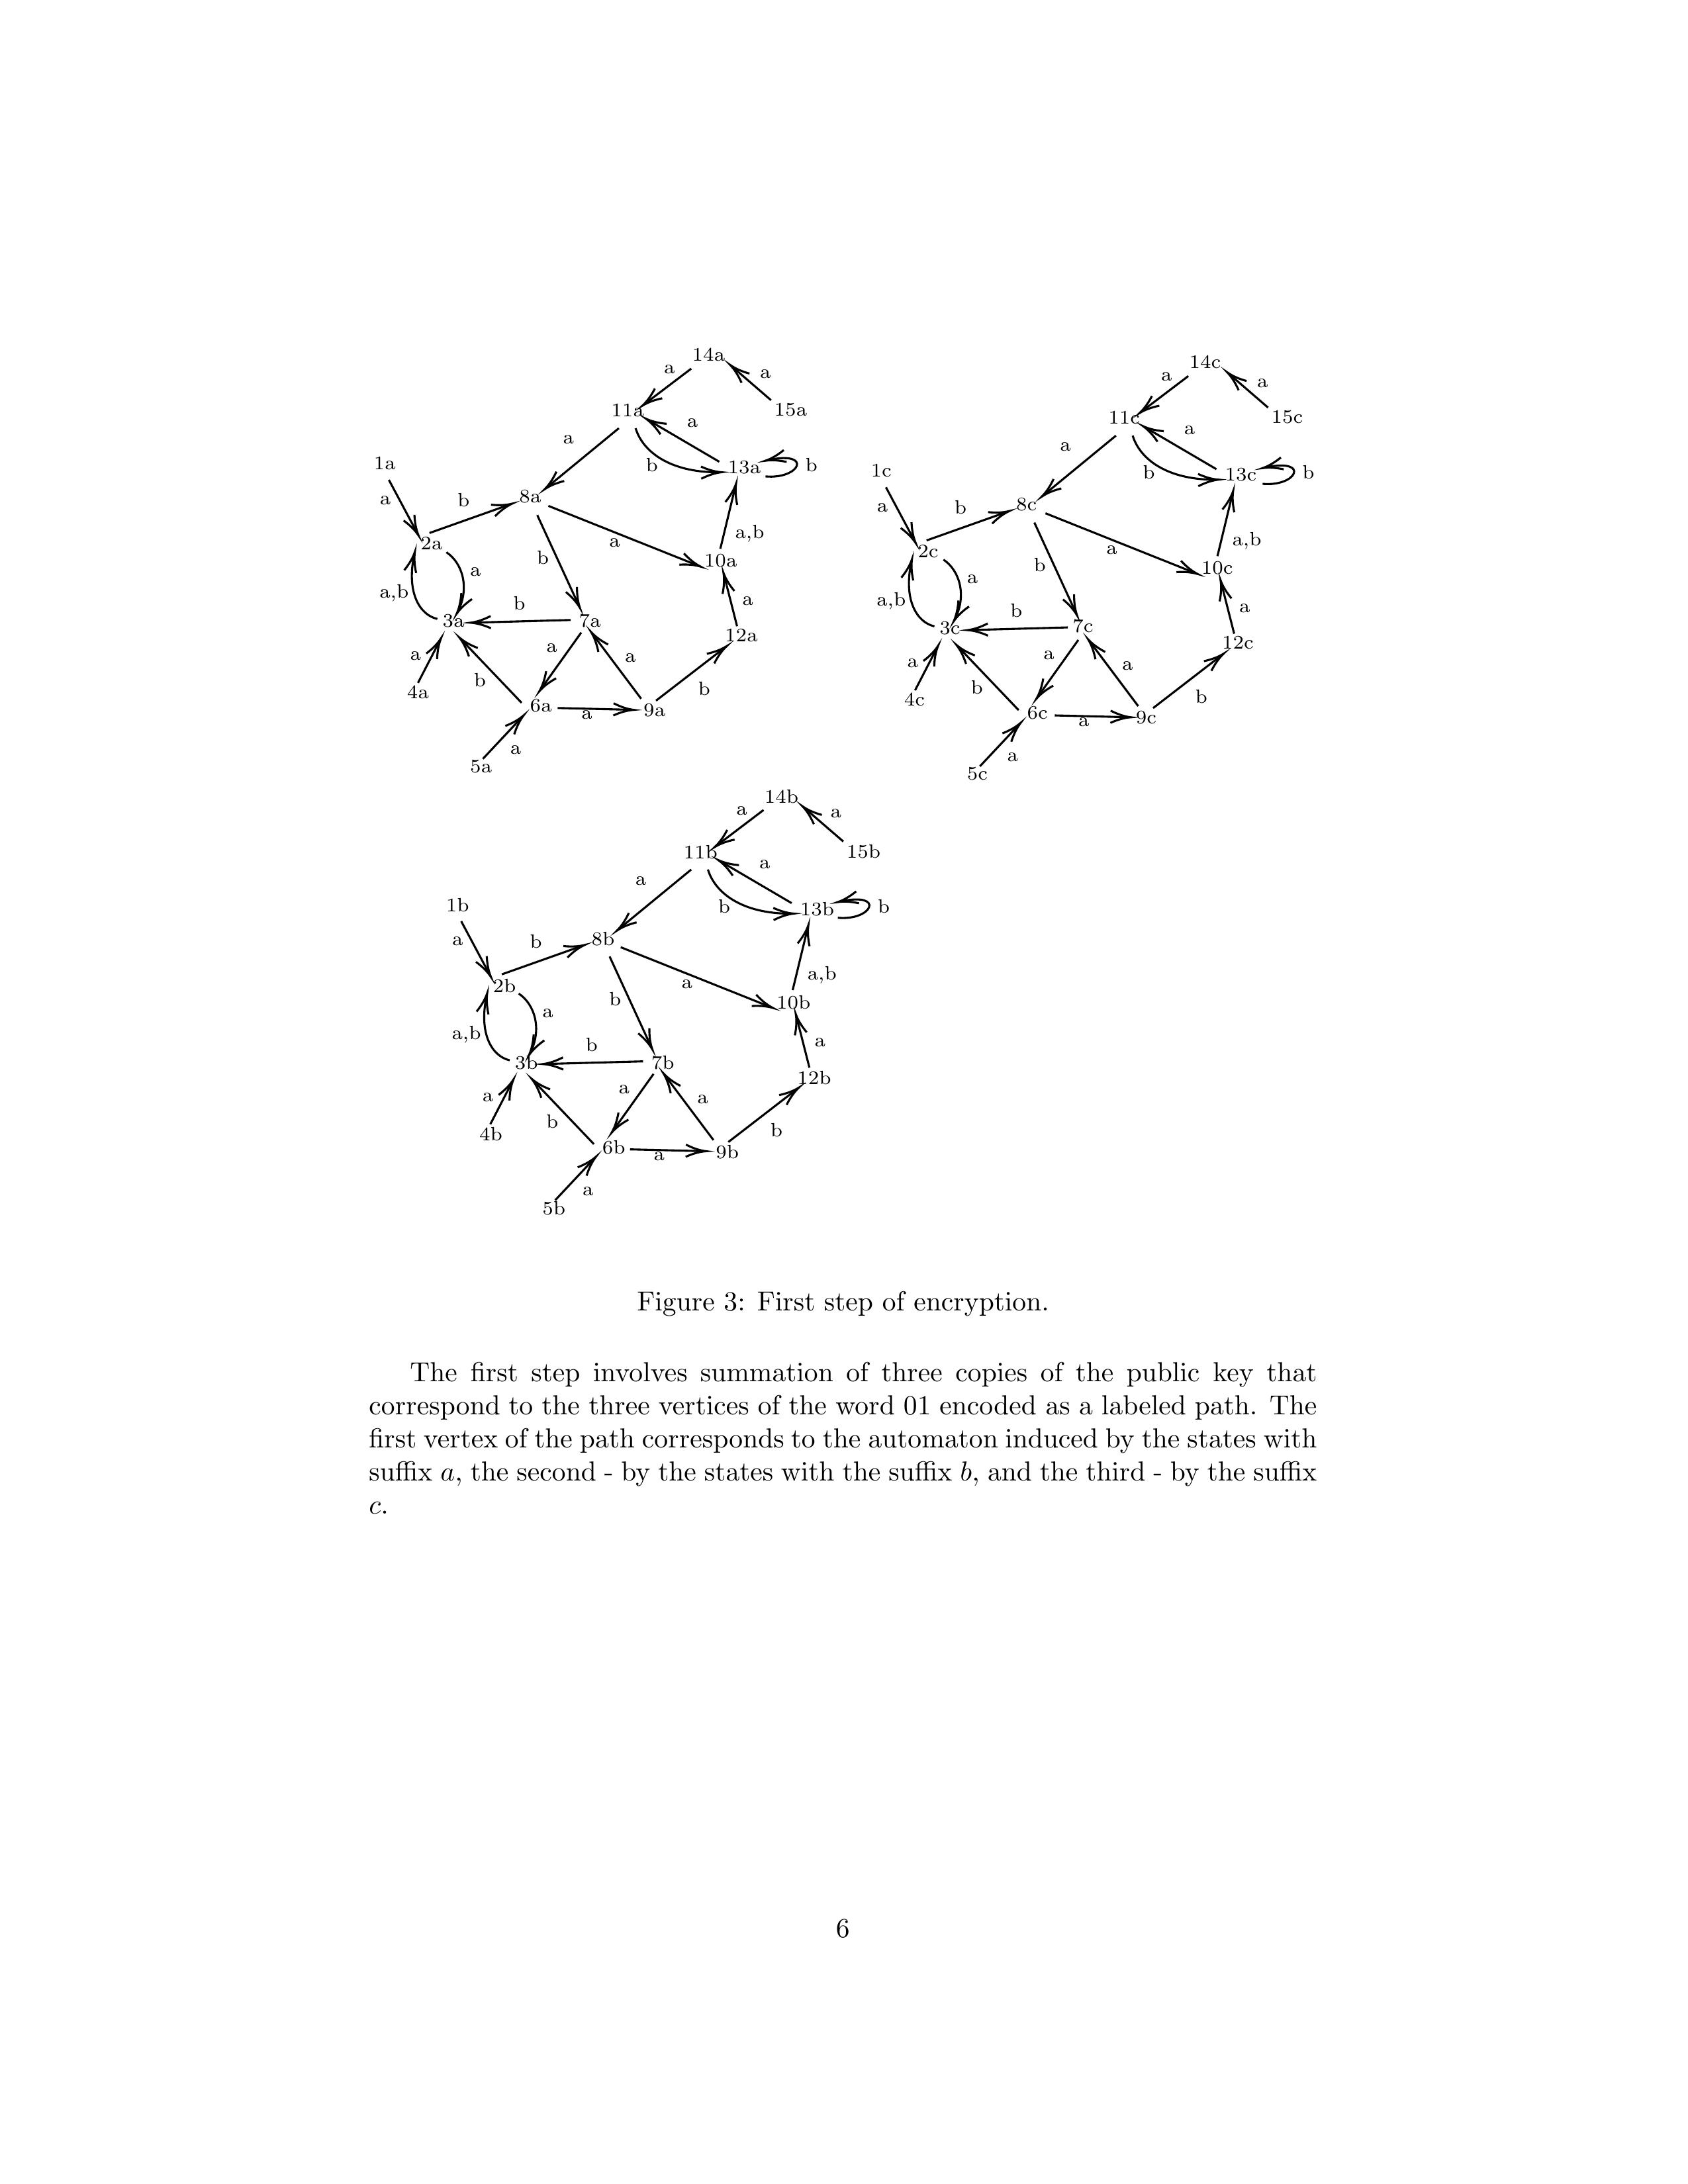 14a
a
a
15a
11a
a
a
b
13a
b
1a
a
8a
b
a,b
2a
a
b
10a
a
a,b
b
a
3a
7a
12a
a
a
a
b
b
4a
6a
a
9a
a
5a
14c
a
a
15c
11c
a
a
b
13c
b
1c
a
8c
b
a,b
2c
a
b
10c
a
a,b
b
a
3c
7c
12c
a
a
a
b
b
4c
6c
a
9c
a
5c
14b
a
a
15b
11b
a
a
b
13b
b
1b
a
8b
b
a,b
2b
a
b
10b
a
a,b
b
a
3b
7b
12b
a
a
a
b
b
4b
6b
a
9b
a
5b
Figure 3: First step of encryption.
The first step involves summation of three copies of the public key that
correspond to the three vertices of the word 01 encoded as a labeled path. The
first vertex of the path corresponds to the automaton induced by the states with
suffix a, the second - by the states with the suffix b, and the third - by the suffix
c.
6